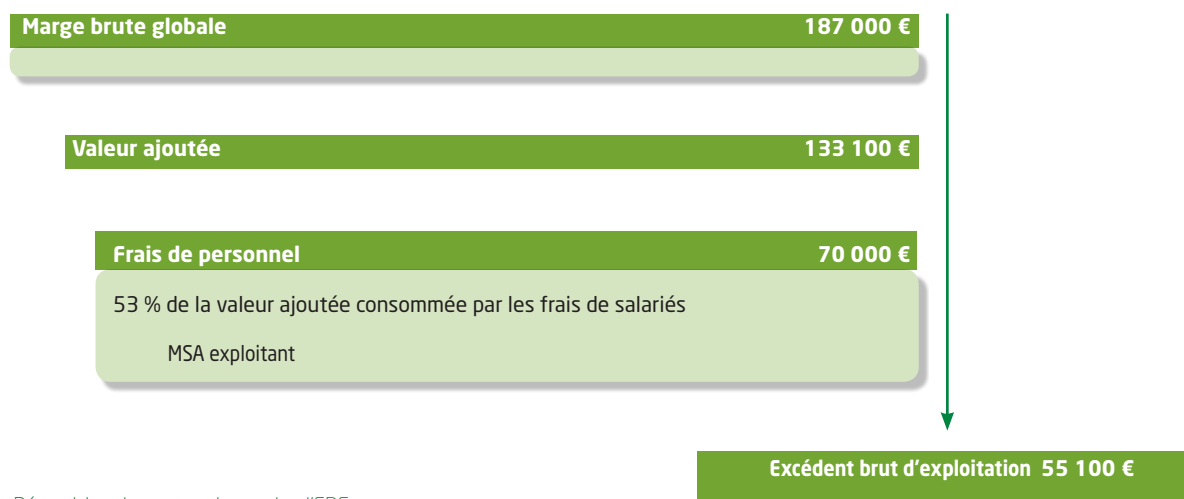 Marge brute globale 187 000 €
Valeur ajoutée 133 100 €
Frais de personnel 70 000 €
53 % de la valeur ajoutée consommée par les frais de salariés
MSA exploitant
Excédent brut d'exploitation 55 100 €